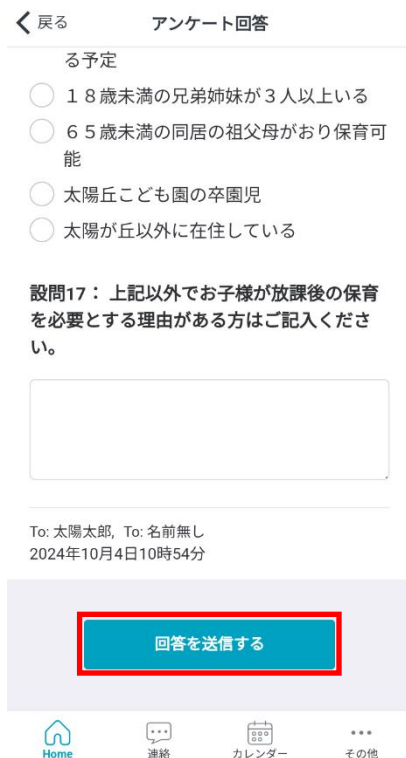 戻る
アンケート回答
る予定
１８歳未満の兄弟姉妹が３人以上いる
６５歳未満の同居の祖父母がおり保育可
能
太陽丘こども園の卒園児
太陽が丘以外に在住している
設問17： 上記以外でお子様が放課後の保育
を必要とする理由がある方はご記入くださ
い。
To: 太陽太郎, To: 名前無し
2024年10月4日10時54分
回答を送信する
Home
連絡
カレンダー
その他